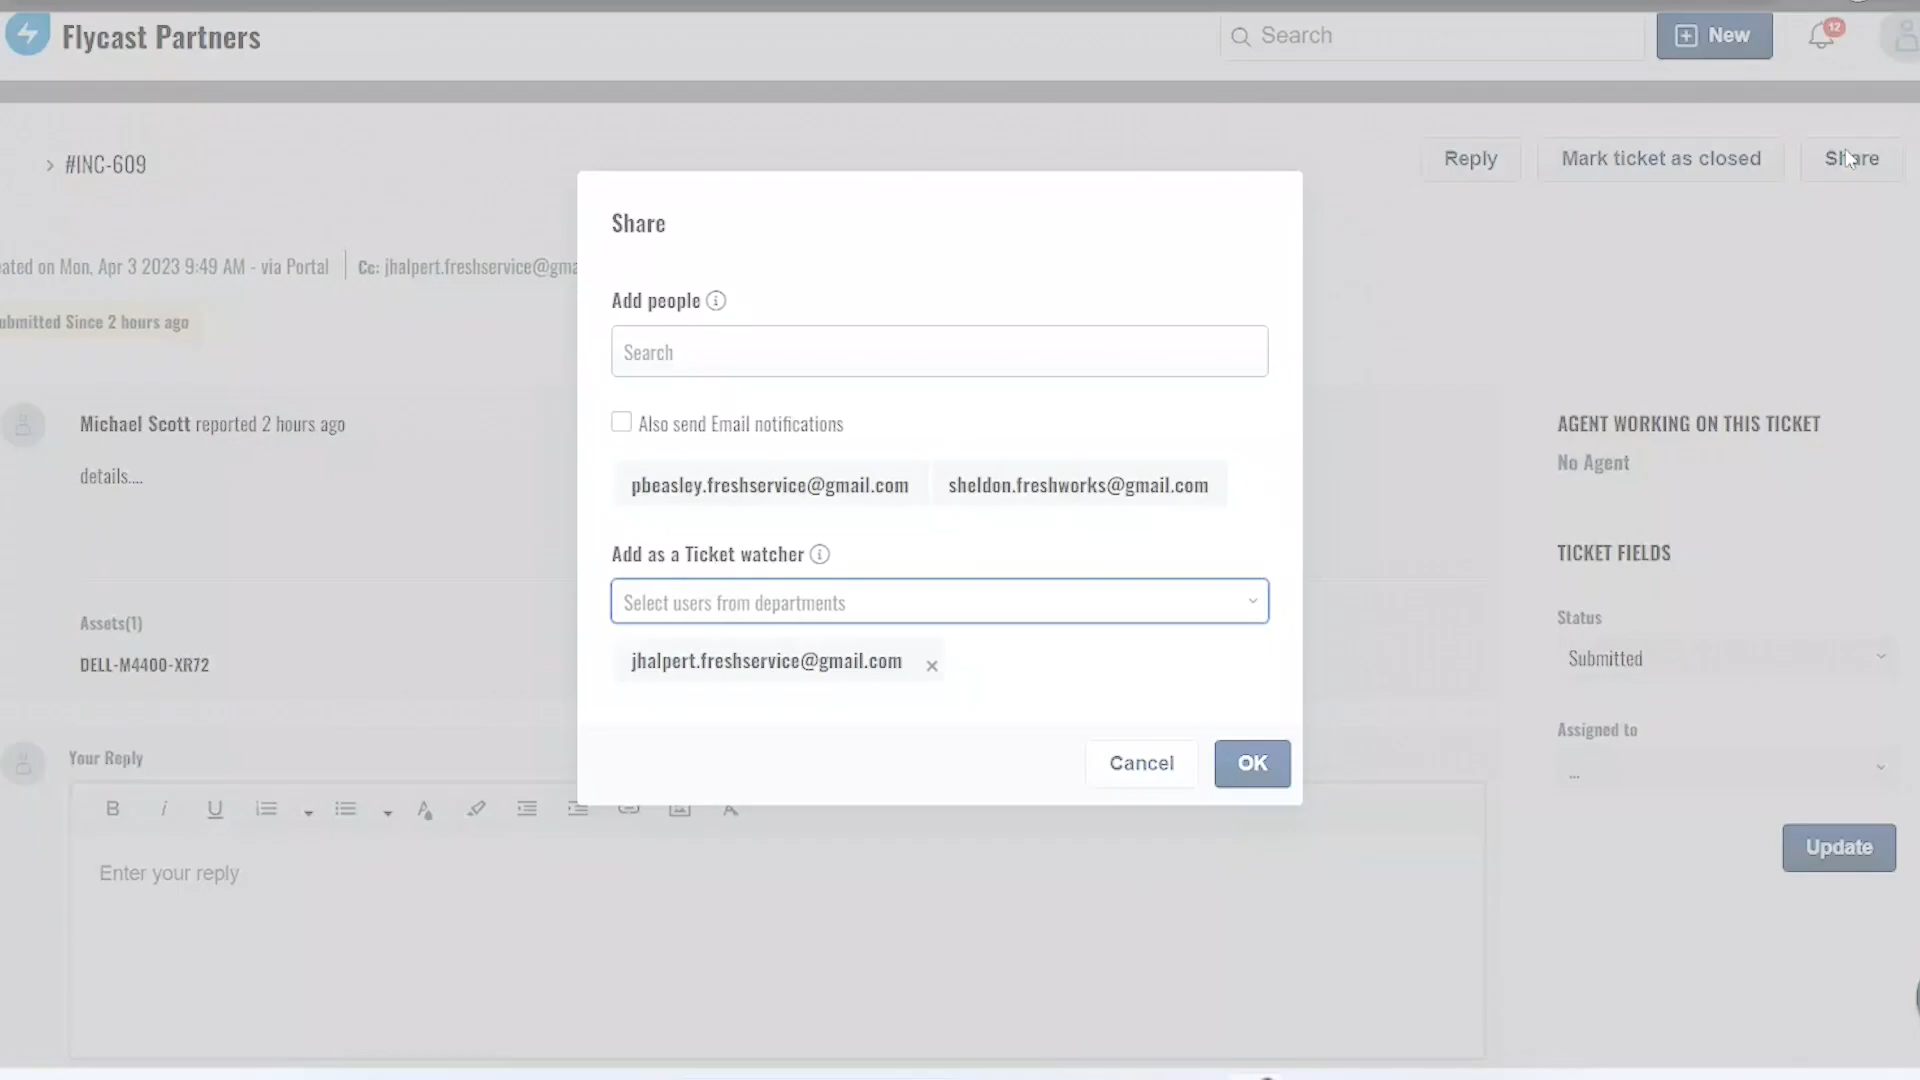 Flycast Partners
Search
New
12
#INC-609
Reply
Mark ticket as closed
Share
Mon, Apr 3 2023 9:49 AM - via Portal
Cc: jhalpert.freshservice@gma
Since 2 hours ago
Share
Add people
Search
Also send Email notifications
pbeasley.freshservice@gmail.com
sheldon.freshworks@gmail.com
Add as a Ticket watcher
Select users from departments
jhalpert.freshservice@gmail.com ×
Cancel
OK
Michael Scott reported 2 hours ago
details....
Assets(1)
DELL-M4400-XR72
Your Reply
Enter your reply
AGENT WORKING ON THIS TICKET
No Agent
TICKET FIELDS
Status
Submitted
Assigned to
...
Update